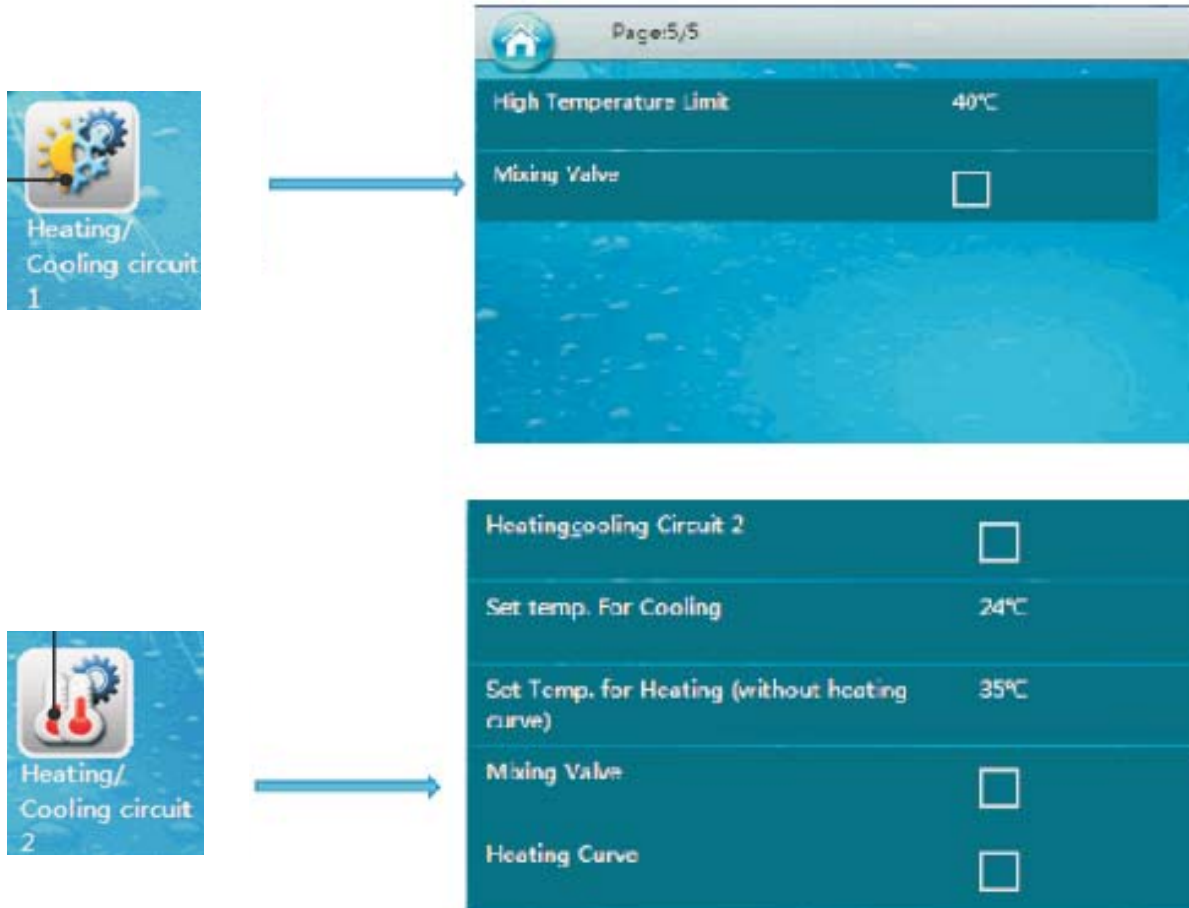 Page:5/5
High Temperature Limit 40℃
Mixing Valve
Heating/
Cooling circuit
1
Heatingcooling Circuit 2
Set temp. For Cooling 24℃
Set Temp. for Heating (without heating 35℃
curve)
Mixing Valve
Heating Curve
Heating/
Cooling circuit
2